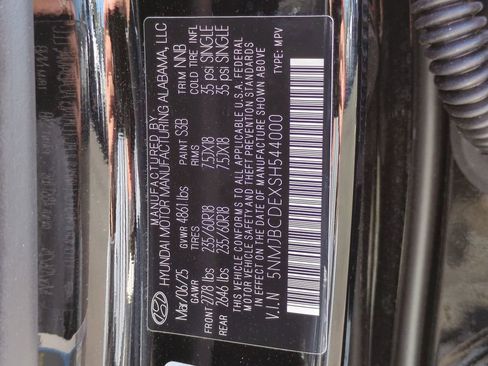 MANUFACTURED BY
HYUNDAI MOTOR MANUFACTURING ALABAMA, LLC
Mar/06/25 GVWR 4861 lbs PAINT S3B TRIM NNB
GAWR TIRES RIMS COLD TIRE INFL
FRONT 2778 lbs 235/60R18 7.5JX18 35 psi SINGLE
REAR 2646 lbs 235/60R18 7.5JX18 35 psi SINGLE
THIS VEHICLE CONFORMS TO ALL APPLICABLE U.S.A. FEDERAL
MOTOR VEHICLE SAFETY, BUMPER, AND THEFT PREVENTION STANDARDS
IN EFFECT ON THE DATE OF MANUFACTURE SHOWN ABOVE
V.I.N 5NMJBCDEXSH544000 TYPE: MPV